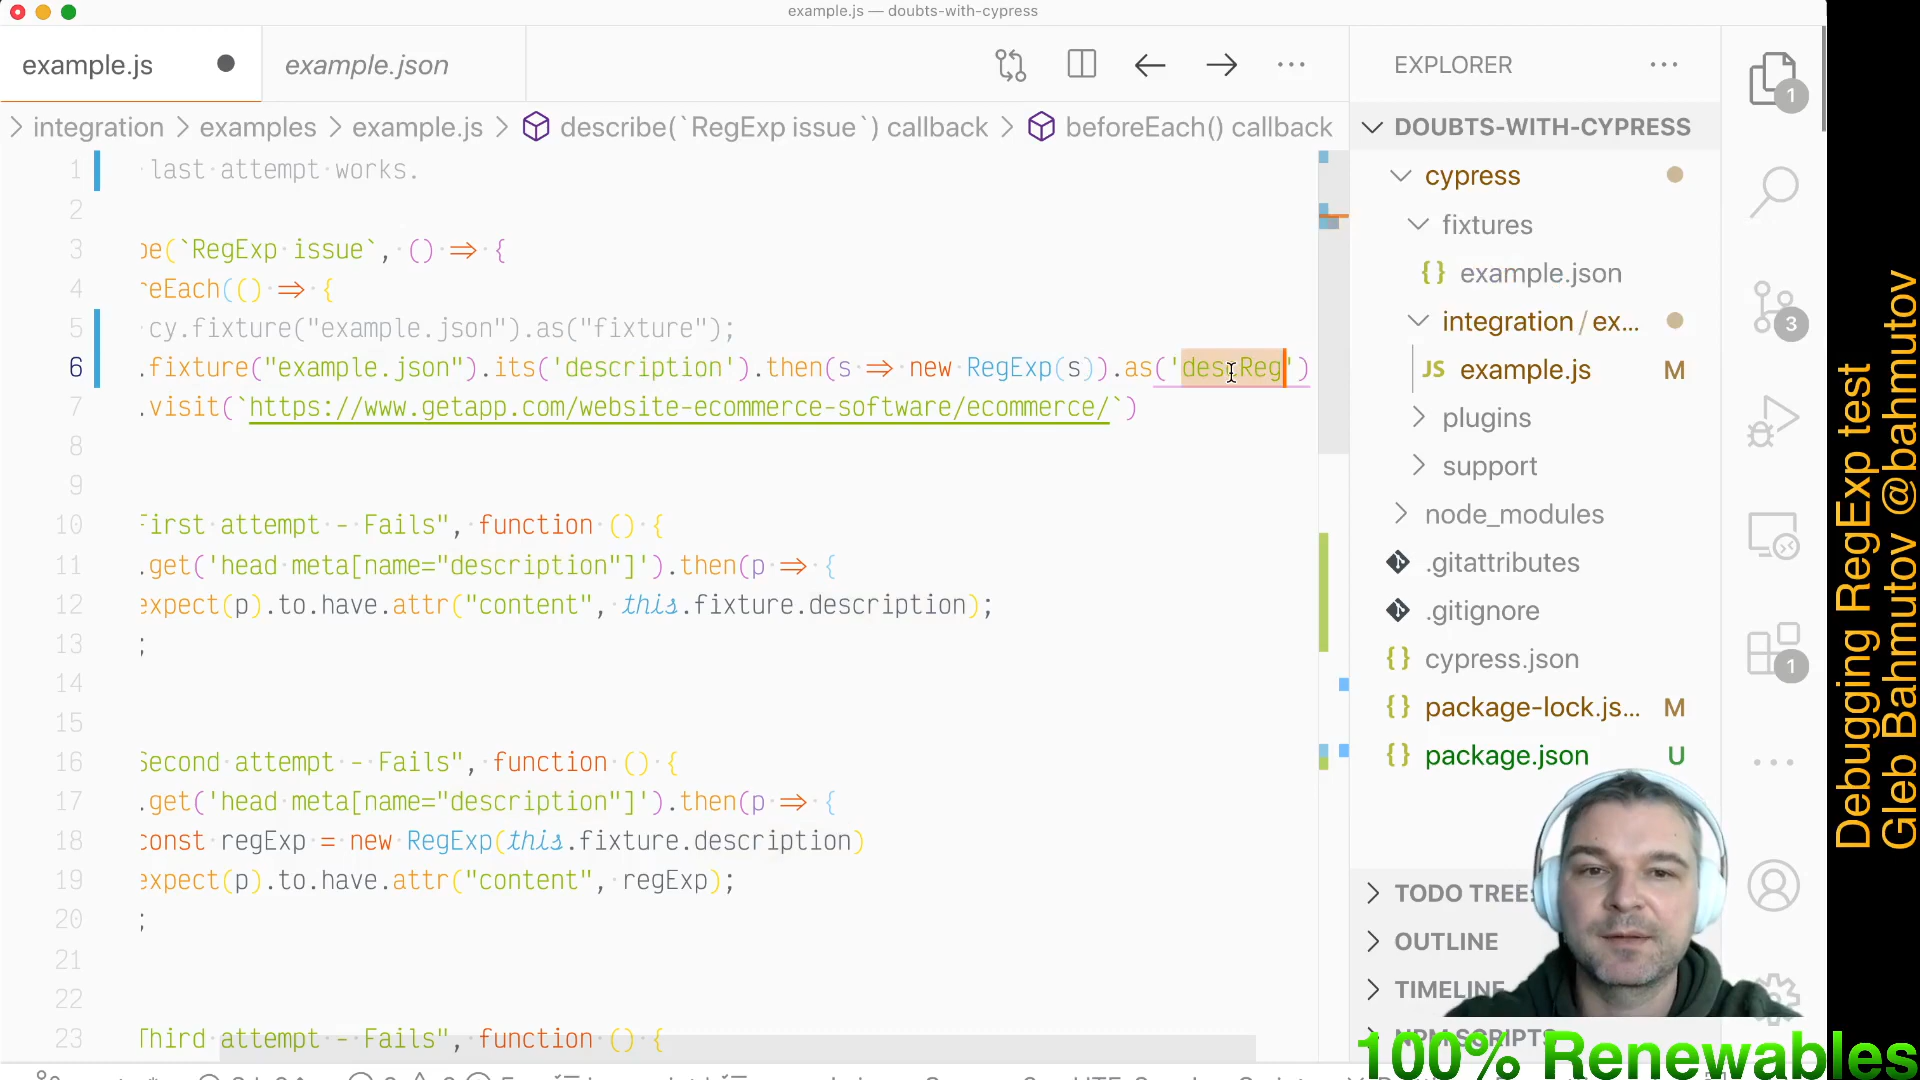 example.js — doubts-with-cypress
example.js
example.json
EXPLORER
integration > examples > example.js > describe(`RegExp issue`) callback > beforeEach() callback
DOUBTS-WITH-CYPRESS
1 last attempt works.
2
3 be(`RegExp issue`, () => {
4 reEach(() => {
5 cy.fixture("example.json").as("fixture");
6 .fixture("example.json").its('description').then(s => new RegExp(s)).as('descReg')
7 .visit(`https://www.getapp.com/website-ecommerce-software/ecommerce/`)
8
9
10 First attempt - Fails", function () {
11 .get('head meta[name="description"]').then(p => {
12 expect(p).to.have.attr("content", this.fixture.description);
13 ;
14
15
16 Second attempt - Fails", function () {
17 .get('head meta[name="description"]').then(p => {
18 const regExp = new RegExp(this.fixture.description)
19 expect(p).to.have.attr("content", regExp);
20 ;
21
22
23 Third attempt - Fails", function () {
cypress
fixtures
{} example.json
integration / ex...
JS example.js M
plugins
support
node_modules
.gitattributes
.gitignore
{} cypress.json
{} package-lock.js... M
{} package.json U
TODO TREE
OUTLINE
TIMELINE
NPM SCRIPTS
1
3
1
Debugging RegExp test
Gleb Bahmutov @bahmutov
100% Renewables